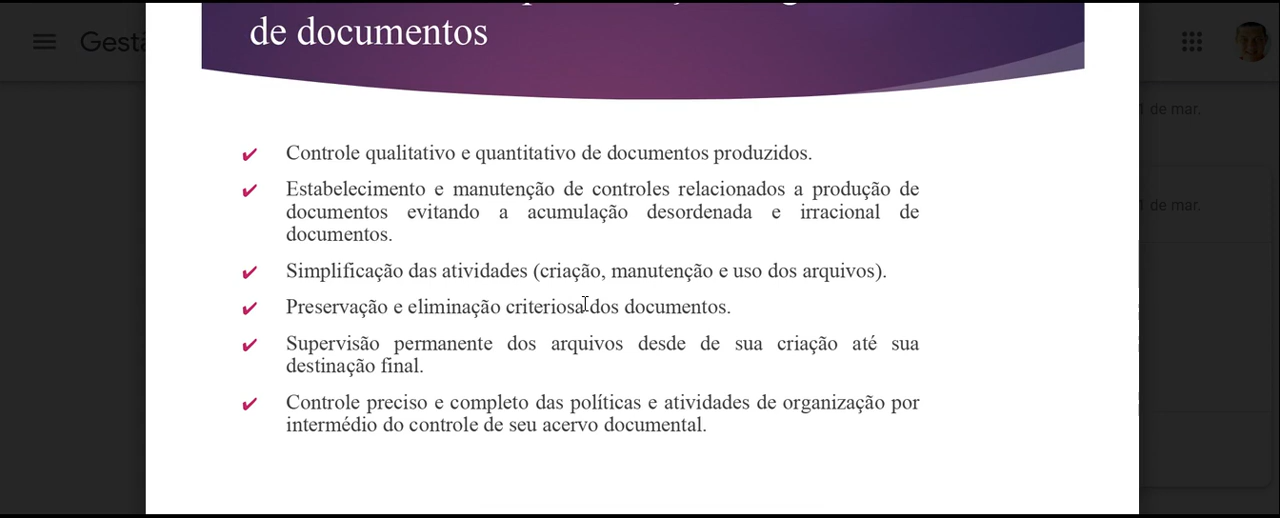 de documentos
Gestã
1 de mar.
Controle qualitativo e quantitativo de documentos produzidos.
Estabelecimento e manutenção de controles relacionados a produção de
documentos evitando a acumulação desordenada e irracional de
documentos.
1 de mar.
Simplificação das atividades (criação, manutenção e uso dos arquivos).
Preservação e eliminação criteriosa dos documentos.
Supervisão permanente dos arquivos desde de sua criação até sua
destinação final.
Controle preciso e completo das políticas e atividades de organização por
intermédio do controle de seu acervo documental.